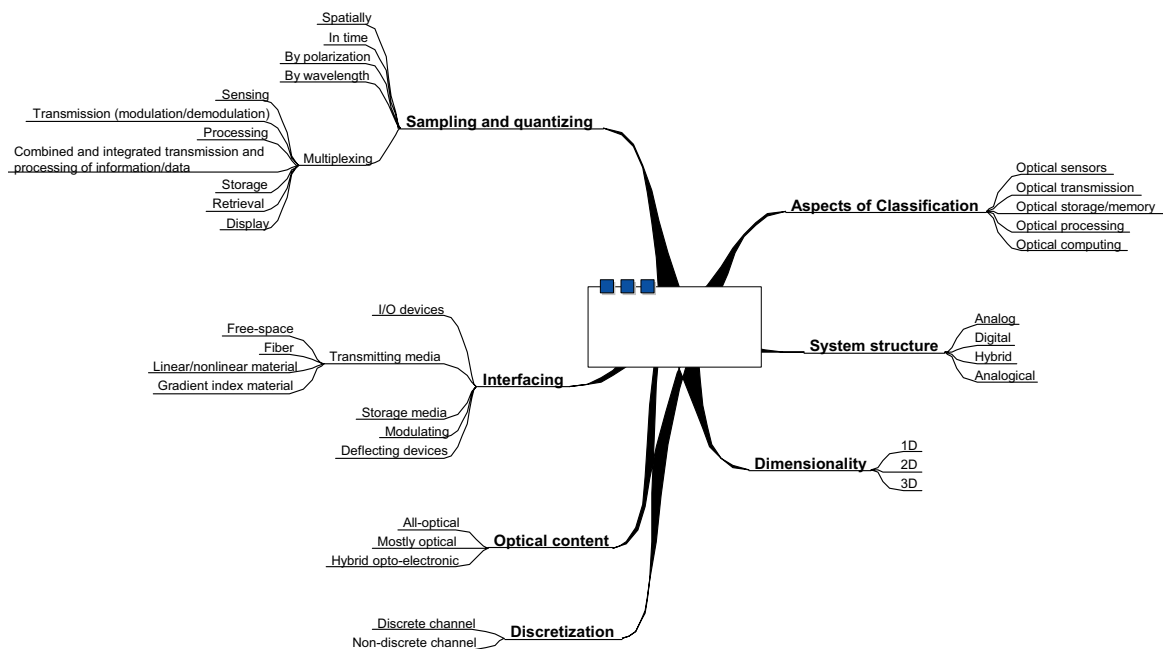 Spatially
In time
By polarization
By wavelength
Sampling and quantizing
Sensing
Transmission (modulation/demodulation)
Processing
Multiplexing
Combined and integrated transmission and
processing of information/data
Storage
Retrieval
Display
Aspects of Classification
Optical sensors
Optical transmission
Optical storage/memory
Optical processing
Optical computing
I/O devices
Free-space
Fiber
Linear/nonlinear material
Gradient index material
Transmitting media
Interfacing
Storage media
Modulating
Deflecting devices
System structure
Analog
Digital
Hybrid
Analogical
Dimensionality
1D
2D
3D
All-optical
Mostly optical
Hybrid opto-electronic
Optical content
Discrete channel
Non-discrete channel
Discretization